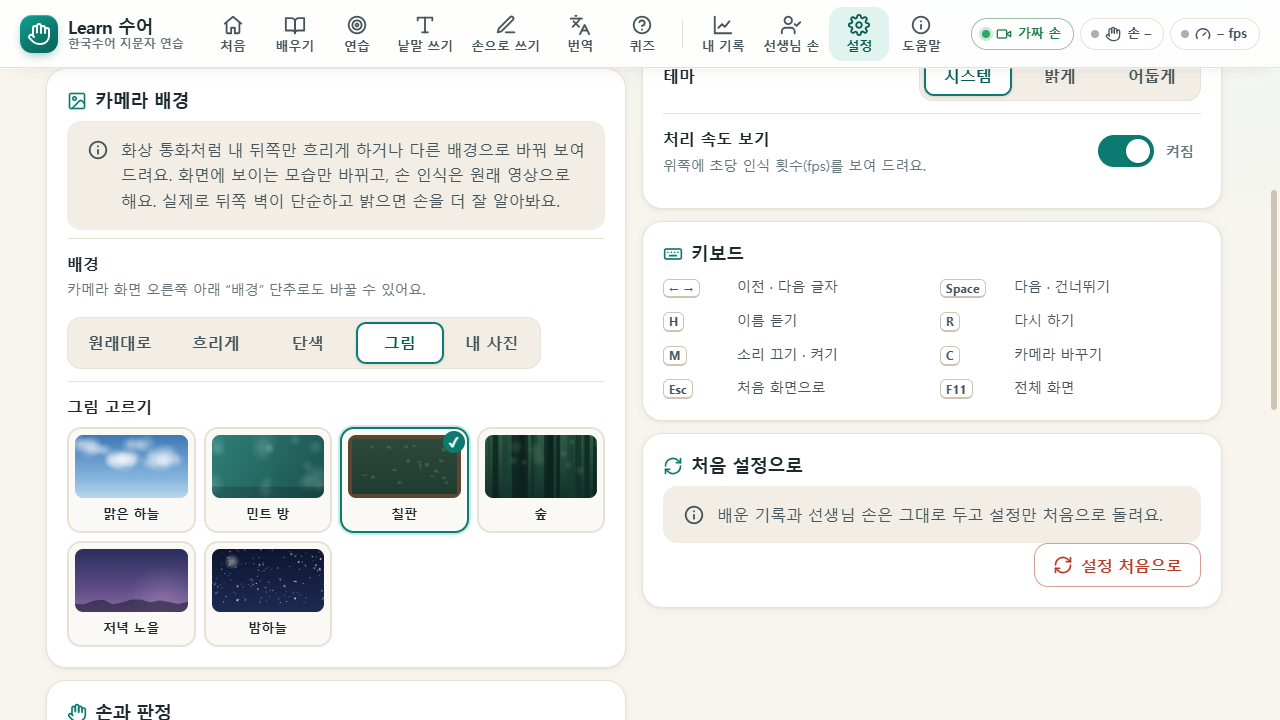 Learn 수어
한국수어 지문자 연습
처음
배우기
연습
낱말 쓰기
손으로 쓰기
번역
퀴즈
내 기록
선생님 손
설정
도움말
가짜 손
손 –
– fps
카메라 배경
화상 통화처럼 내 뒤쪽만 흐리게 하거나 다른 배경으로 바꿔 보여
드려요. 화면에 보이는 모습만 바뀌고, 손 인식은 원래 영상으로
해요. 실제로 뒤쪽 벽이 단순하고 밝으면 손을 더 잘 알아봐요.
배경
카메라 화면 오른쪽 아래 “배경” 단추로도 바꿀 수 있어요.
원래대로
흐리게
단색
그림
내 사진
그림 고르기
맑은 하늘
민트 방
칠판
숲
저녁 노을
밤하늘
손과 판정
테마
시스템
밝게
어둡게
처리 속도 보기
위쪽에 초당 인식 횟수(fps)를 보여 드려요.
켜짐
키보드
←→ 이전 · 다음 글자
Space 다음 · 건너뛰기
H 이름 듣기
R 다시 하기
M 소리 끄기 · 켜기
C 카메라 바꾸기
Esc 처음 화면으로
F11 전체 화면
처음 설정으로
배운 기록과 선생님 손은 그대로 두고 설정만 처음으로 돌려요.
설정 처음으로